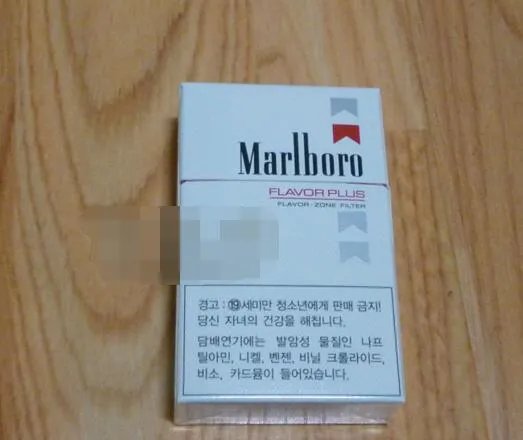 Marlboro
FLAVOR PLUS
FLAVOR-ZONE FILTER
경고 : ⑲세미만 청소년에게 판매 금지!
당신 자녀의 건강을 해칩니다.
담배연기에는 발암성 물질인 나프
틸아민, 니켈, 벤젠, 비닐 크롤라이드,
비소, 카드뮴이 들어있습니다.